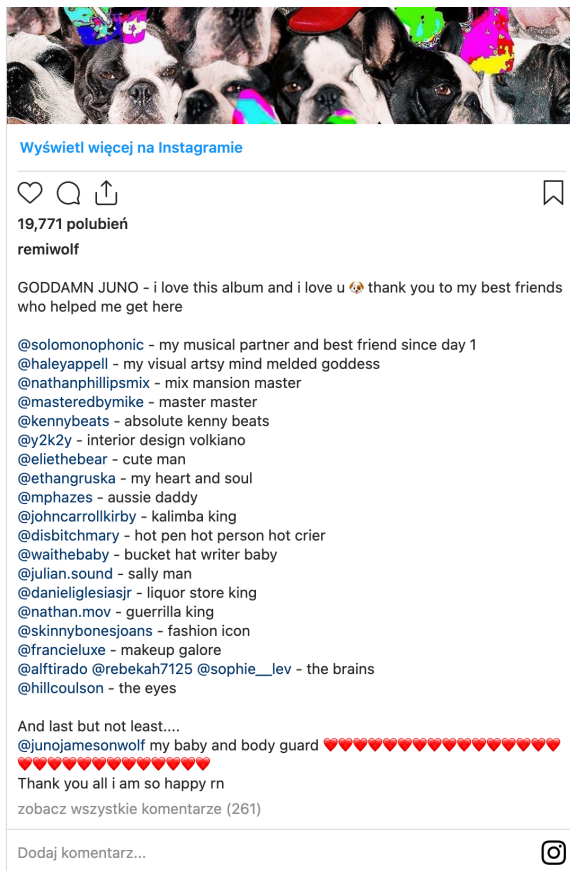 Wyświetl więcej na Instagramie
19,771 polubień
remiwolf
GODDAMN JUNO - i love this album and i love u 🐶 thank you to my best friends
who helped me get here
@solomonophonic - my musical partner and best friend since day 1
@haleyappell - my visual artsy mind melded goddess
@nathanphillipsmix - mix mansion master
@masteredbymike - master master
@kennybeats - absolute kenny beats
@y2k2y - interior design volkiano
@eliethebear - cute man
@ethangruska - my heart and soul
@mphazes - aussie daddy
@johncarrollkirby - kalimba king
@disbitchmary - hot pen hot person hot crier
@waithebaby - bucket hat writer baby
@julian.sound - sally man
@danieliglesiasjr - liquor store king
@nathan.mov - guerrilla king
@skinnybonesjoans - fashion icon
@francieluxe - makeup galore
@alftirado @rebekah7125 @sophie__lev - the brains
@hillcoulson - the eyes
And last but not least....
@junojamesonwolf my baby and body guard ❤️❤️❤️❤️❤️❤️❤️❤️❤️❤️❤️❤️❤️❤️❤️❤️
❤️❤️❤️❤️❤️❤️❤️❤️❤️❤️❤️❤️❤️
Thank you all i am so happy rn
zobacz wszystkie komentarze (261)
Dodaj komentarz...